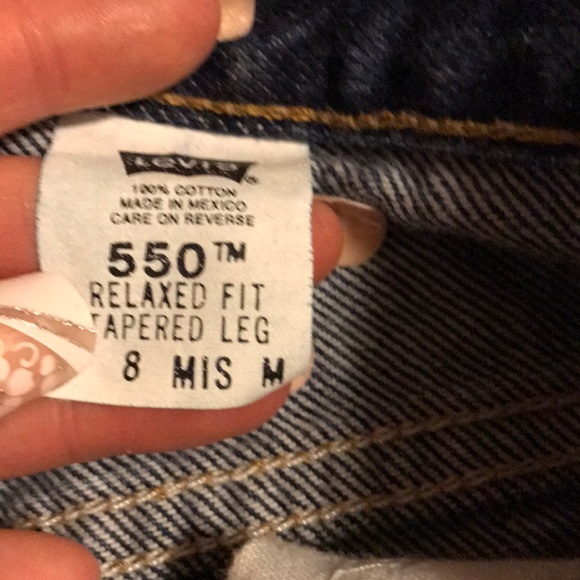 LEVI'S®
100% COTTON
MADE IN MEXICO
CARE ON REVERSE
550™
RELAXED FIT
TAPERED LEG
8 MIS M